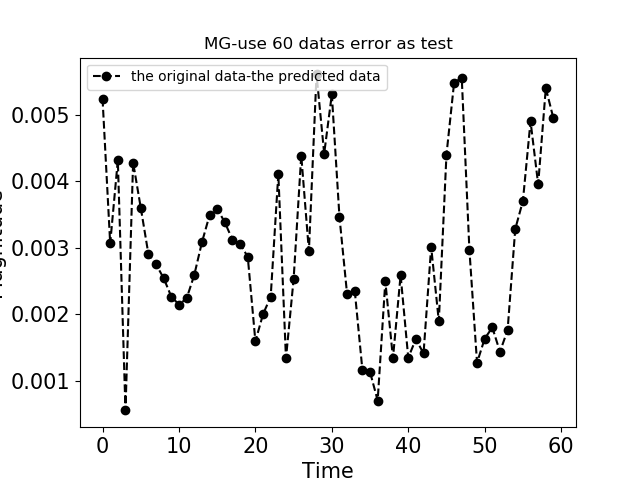 MG-use 60 datas error as test
the original data-the predicted data
0.005
0.004
0.003
0.002
0.001
0 10 20 30 40 50 60
Time